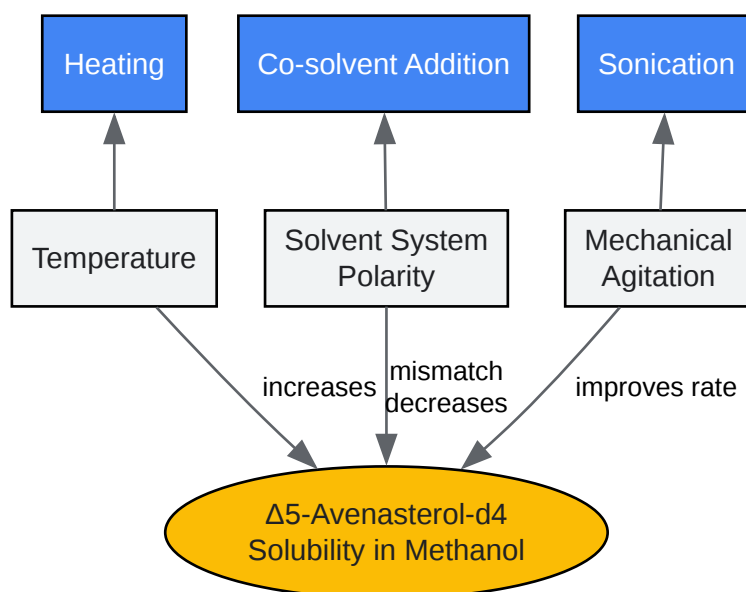 Heating
Co-solvent Addition
Sonication
Temperature
Solvent System
Polarity
Mechanical
Agitation
increases
mismatch
decreases
improves rate
Δ5-Avenasterol-d4
Solubility in Methanol